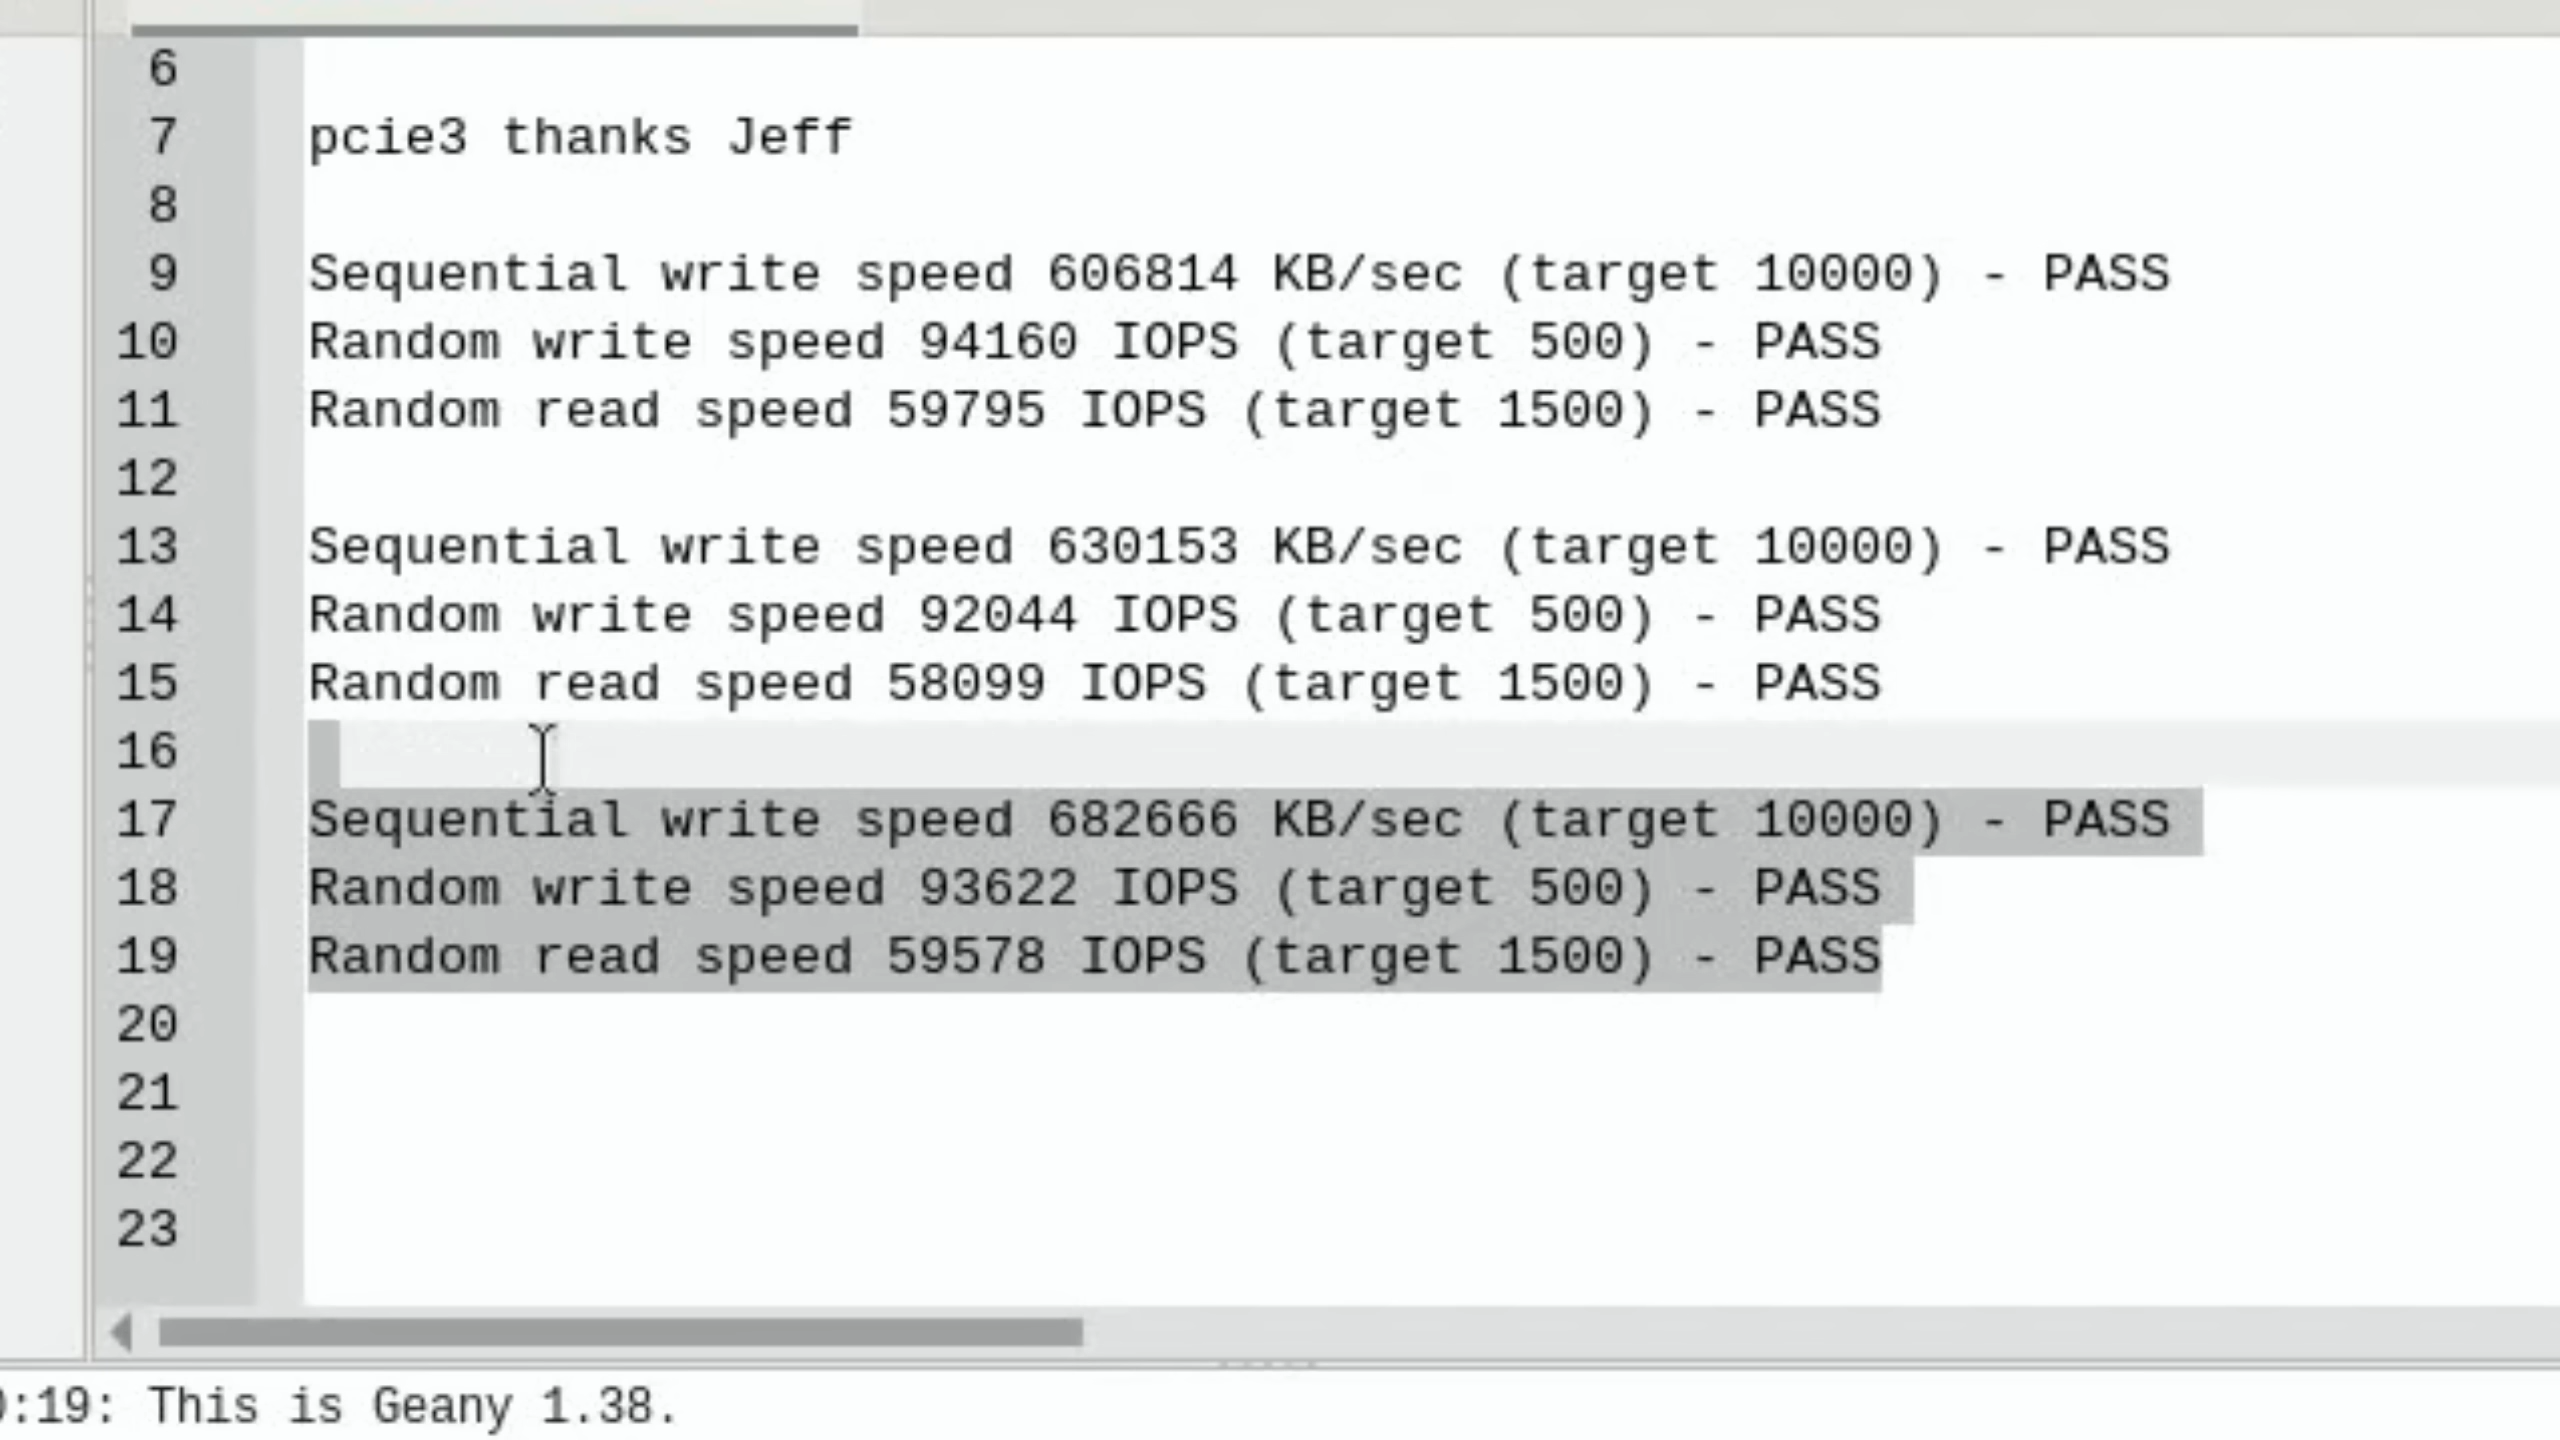 6
7 pcie3 thanks Jeff
8
9 Sequential write speed 606814 KB/sec (target 10000) - PASS
10 Random write speed 94160 IOPS (target 500) - PASS
11 Random read speed 59795 IOPS (target 1500) - PASS
12
13 Sequential write speed 630153 KB/sec (target 10000) - PASS
14 Random write speed 92044 IOPS (target 500) - PASS
15 Random read speed 58099 IOPS (target 1500) - PASS
16
17 Sequential write speed 682666 KB/sec (target 10000) - PASS
18 Random write speed 93622 IOPS (target 500) - PASS
19 Random read speed 59578 IOPS (target 1500) - PASS
20
21
22
23
:19: This is Geany 1.38.